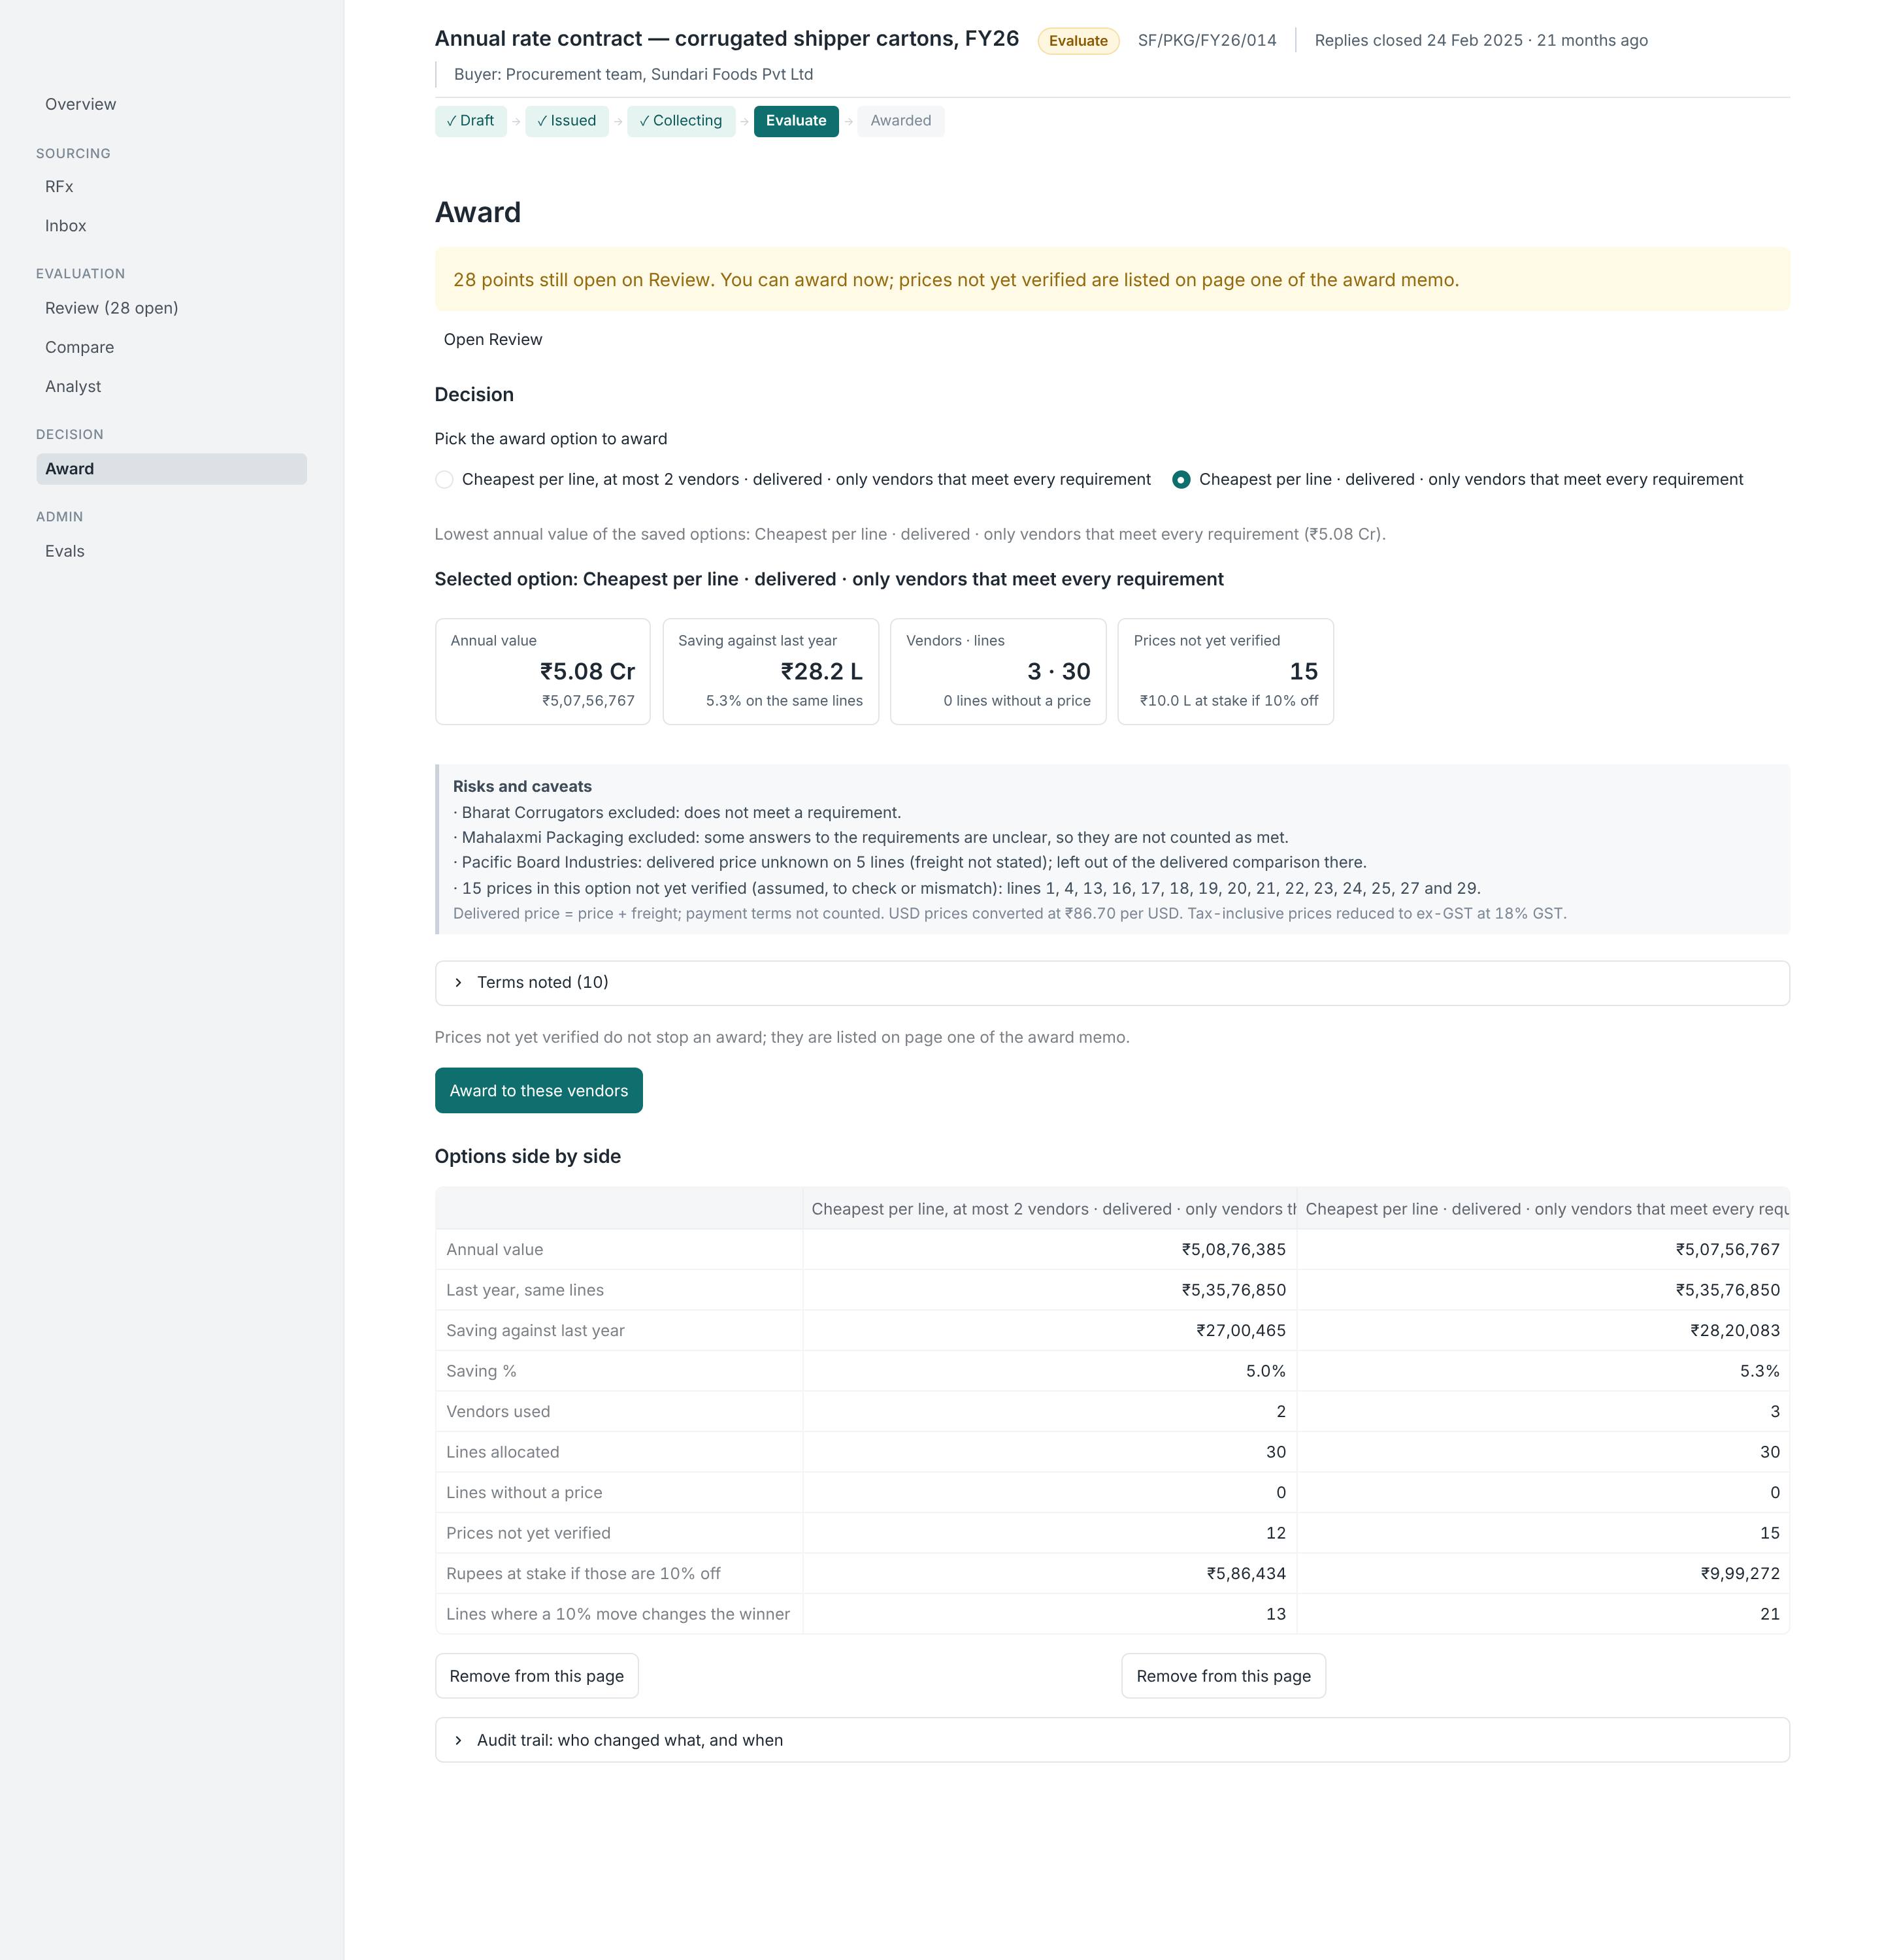 Annual rate contract — corrugated shipper cartons, FY26
Evaluate
SF/PKG/FY26/014
Replies closed 24 Feb 2025 · 21 months ago
Buyer: Procurement team, Sundari Foods Pvt Ltd
✓ Draft → ✓ Issued → ✓ Collecting → Evaluate → Awarded
Overview
SOURCING
RFx
Inbox
EVALUATION
Review (28 open)
Compare
Analyst
DECISION
Award
ADMIN
Evals
Award
28 points still open on Review. You can award now; prices not yet verified are listed on page one of the award memo.
Open Review
Decision
Pick the award option to award
Cheapest per line, at most 2 vendors · delivered · only vendors that meet every requirement
Cheapest per line · delivered · only vendors that meet every requirement
Lowest annual value of the saved options: Cheapest per line · delivered · only vendors that meet every requirement (₹5.08 Cr).
Selected option: Cheapest per line · delivered · only vendors that meet every requirement
Annual value
₹5.08 Cr
₹5,07,56,767
Saving against last year
₹28.2 L
5.3% on the same lines
Vendors · lines
3 · 30
0 lines without a price
Prices not yet verified
15
₹10.0 L at stake if 10% off
Risks and caveats
· Bharat Corrugators excluded: does not meet a requirement.
· Mahalaxmi Packaging excluded: some answers to the requirements are unclear, so they are not counted as met.
· Pacific Board Industries: delivered price unknown on 5 lines (freight not stated); left out of the delivered comparison there.
· 15 prices in this option not yet verified (assumed, to check or mismatch): lines 1, 4, 13, 16, 17, 18, 19, 20, 21, 22, 23, 24, 25, 27 and 29.
Delivered price = price + freight; payment terms not counted. USD prices converted at ₹86.70 per USD. Tax-inclusive prices reduced to ex-GST at 18% GST.
Terms noted (10)
Prices not yet verified do not stop an award; they are listed on page one of the award memo.
Award to these vendors
Options side by side
Cheapest per line, at most 2 vendors · delivered · only vendors th Cheapest per line · delivered · only vendors that meet every requ
Annual value ₹5,08,76,385 ₹5,07,56,767
Last year, same lines ₹5,35,76,850 ₹5,35,76,850
Saving against last year ₹27,00,465 ₹28,20,083
Saving % 5.0% 5.3%
Vendors used 2 3
Lines allocated 30 30
Lines without a price 0 0
Prices not yet verified 12 15
Rupees at stake if those are 10% off ₹5,86,434 ₹9,99,272
Lines where a 10% move changes the winner 13 21
Remove from this page Remove from this page
Audit trail: who changed what, and when